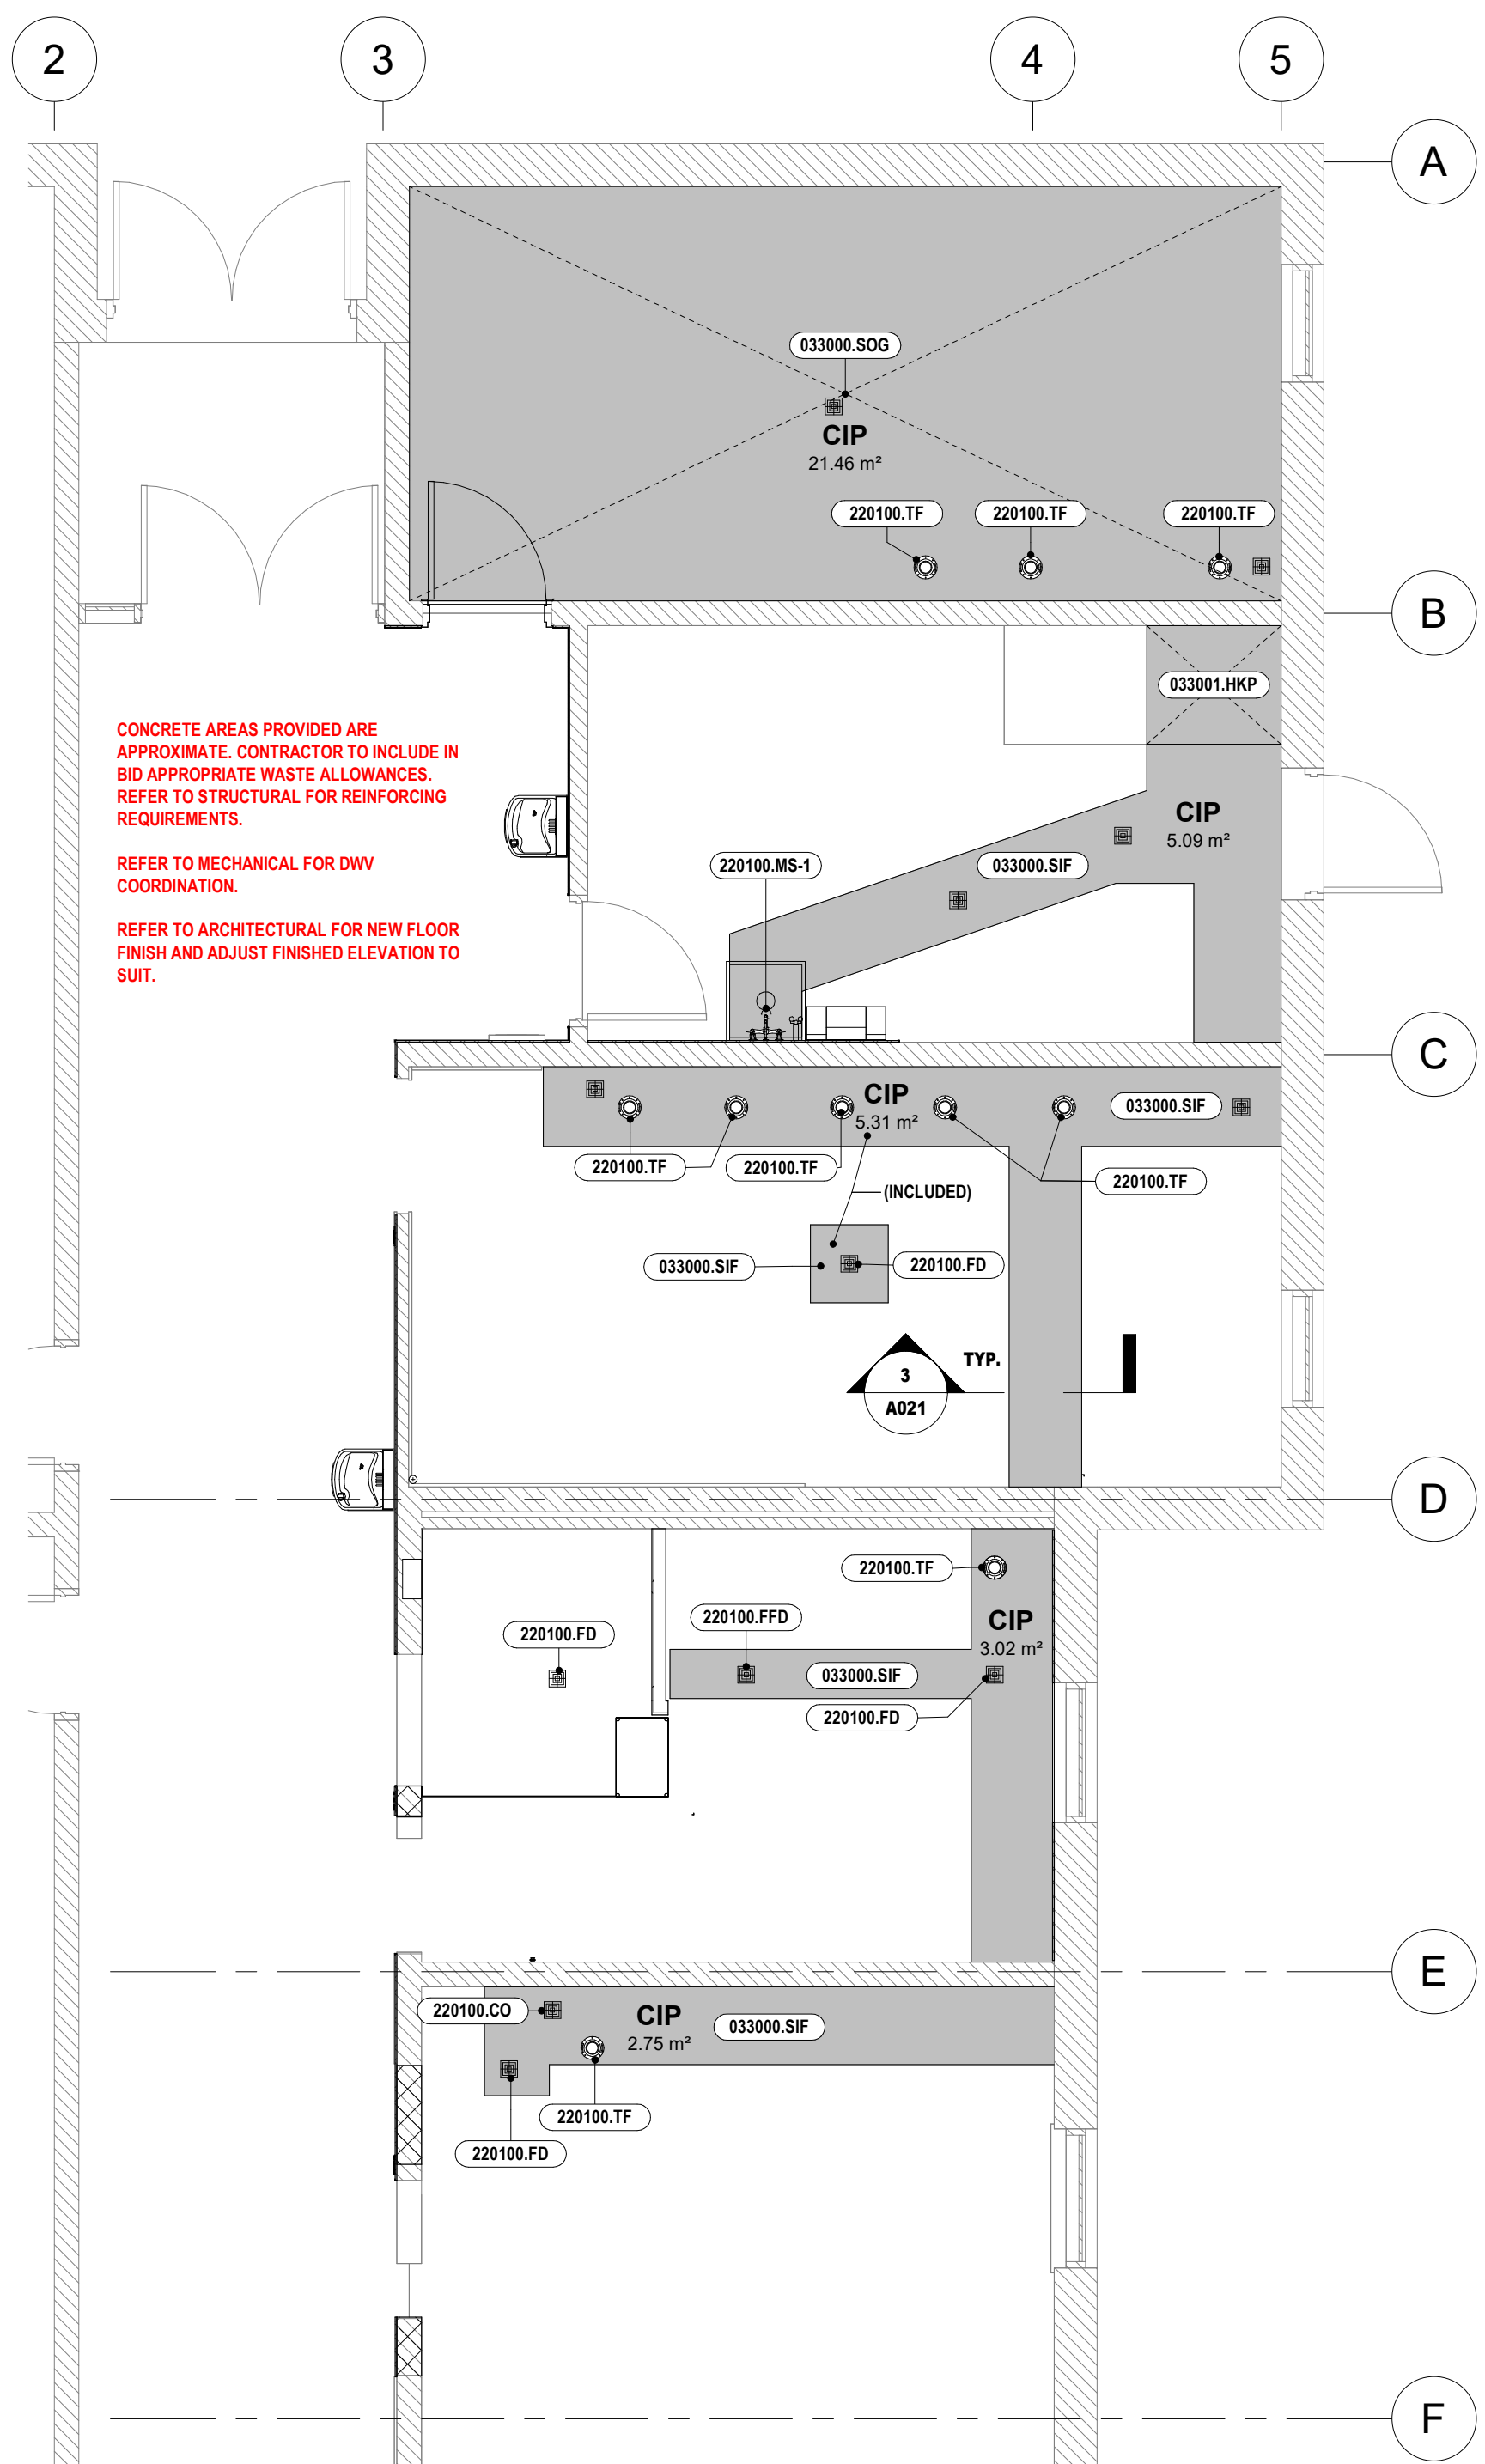 2
3
4
5
A
033000.SOG
CIP
21.46 m²
220100.TF
220100.TF
220100.TF
B
033001.HKP
CONCRETE AREAS PROVIDED ARE
APPROXIMATE. CONTRACTOR TO INCLUDE IN
BID APPROPRIATE WASTE ALLOWANCES.
REFER TO STRUCTURAL FOR REINFORCING
REQUIREMENTS.
REFER TO MECHANICAL FOR DWV
COORDINATION.
REFER TO ARCHITECTURAL FOR NEW FLOOR
FINISH AND ADJUST FINISHED ELEVATION TO
SUIT.
CIP
5.09 m²
220100.MS-1
033000.SIF
C
CIP
5.31 m²
033000.SIF
220100.TF
220100.TF
220100.TF
(INCLUDED)
033000.SIF
220100.FD
TYP.
3
A021
D
220100.TF
220100.FD
220100.FFD
CIP
3.02 m²
033000.SIF
220100.FD
E
220100.CO
CIP
2.75 m²
033000.SIF
220100.TF
220100.FD
F